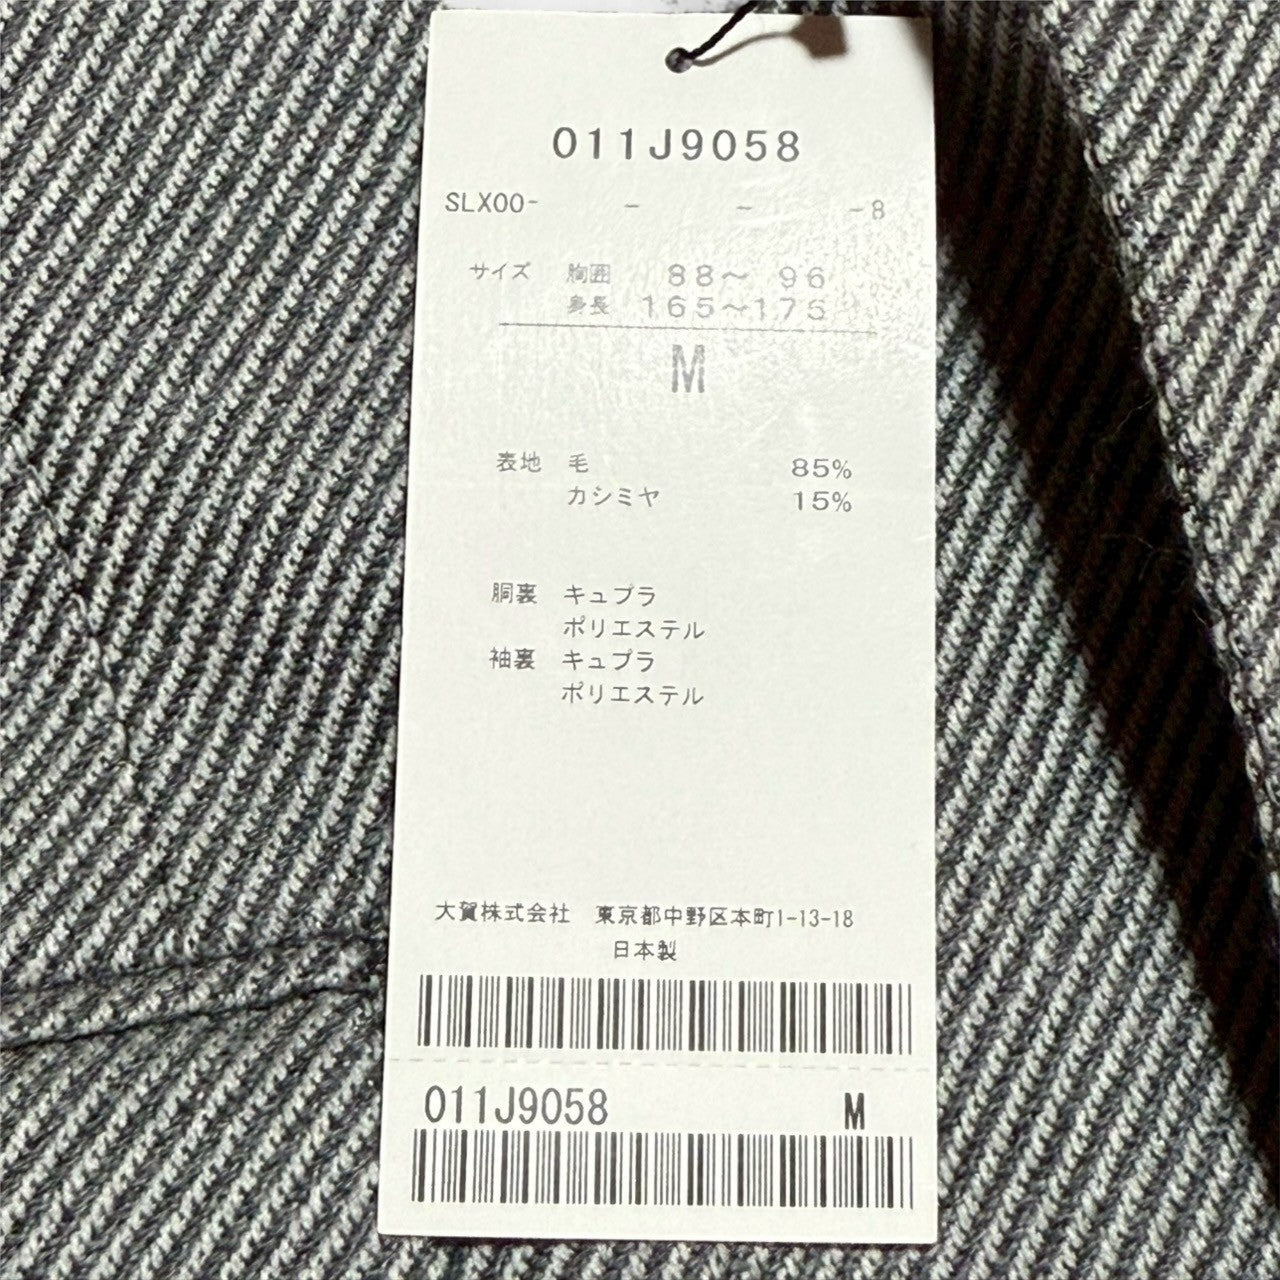 011J9058
SLX00- - - -8
サイズ 胸囲 88〜 96
身長 165〜175
M
表地 毛 85%
カシミヤ 15%
胴裏 キュプラ
ポリエステル
袖裏 キュプラ
ポリエステル
大賀株式会社 東京都中野区本町1-13-18
日本製
011J9058 M